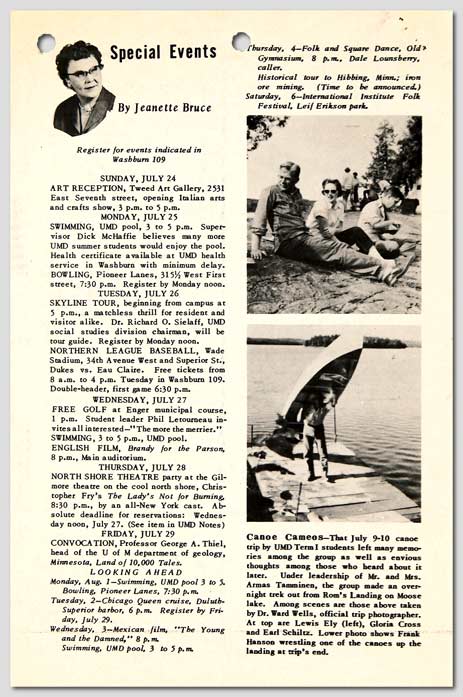 Special Events
By Jeanette Bruce
Register for events indicated in
Washburn 109
SUNDAY, JULY 24
ART RECEPTION, Tweed Art Gallery, 2531
East Seventh street, opening Italian arts
and crafts show, 3 p.m. to 5 p.m.
MONDAY, JULY 25
SWIMMING, UMD pool, 3 to 5 p.m. Super-
visor Dick McHaffie believes many more
UMD summer students would enjoy the pool.
Health certificate available at UMD health
service in Washburn with minimum delay.
BOWLING, Pioneer Lanes, 315½ West First
street, 7:30 p.m. Register by Monday noon.
TUESDAY, JULY 26
SKYLINE TOUR, beginning from campus at
5 p.m., a matchless thrill for resident and
visitor alike. Dr. Richard O. Sielaff, UMD
social studies division chairman, will be
tour guide. Register by Monday noon.
NORTHERN LEAGUE BASEBALL, Wade
Stadium, 34th Avenue West and Superior St.,
Dukes vs. Eau Claire. Free tickets from
8 a.m. to 4 p.m. Tuesday in Washburn 109.
Double-header, first game 6:30 p.m.
WEDNESDAY, JULY 27
FREE GOLF at Enger municipal course,
1 p.m. Student leader Phil Letourneau in-
vites all interested—"The more the merrier."
SWIMMING, 3 to 5 p.m., UMD pool.
ENGLISH FILM, Brandy for the Parson,
8 p.m., Main auditorium.
THURSDAY, JULY 28
NORTH SHORE THEATRE party at the Gil-
more theatre on the cool north shore, Chris-
topher Fry's The Lady's Not for Burning,
8:30 p.m., by an all-New York cast. Ab-
solute deadline for reservations: Wednes-
day noon, July 27. (See item in UMD Notes)
FRIDAY, JULY 29
CONVOCATION, Professor George A. Thiel,
head of the U of M department of geology,
Minnesota, Land of 10,000 Tales.
LOOKING AHEAD
Monday, Aug. 1—Swimming, UMD pool 3 to 5.
Bowling, Pioneer Lanes, 7:30 p.m.
Tuesday, 2—Chicago Queen cruise, Duluth-
Superior harbor, 6 p.m. Register by Fri-
day, July 29.
Wednesday, 3—Mexican film, "The Young
and the Damned," 8 p.m.
Swimming, UMD pool, 3 to 5 p.m.
Thursday, 4—Folk and Square Dance, Old
Gymnasium, 8 p.m., Dale Lounsberry,
caller.
Historical tour to Hibbing, Minn.; iron
ore mining. (Time to be announced.)
Saturday, 6—International Institute Folk
Festival, Leif Erikson park.
Canoe Cameos—That July 9-10 canoe
trip by UMD Term I students left many memo-
ries among the group as well as envious
thoughts among those who heard about it
later. Under leadership of Mr. and Mrs.
Armas Tamminen, the group made an over-
night trek out from Rom's Landing on Moose
lake. Among scenes are those above taken
by Dr. Ward Wells, official trip photographer.
At top are Lewis Ely (left), Gloria Cross
and Earl Schiltz. Lower photo shows Frank
Hanson wrestling one of the canoes up the
landing at trip's end.